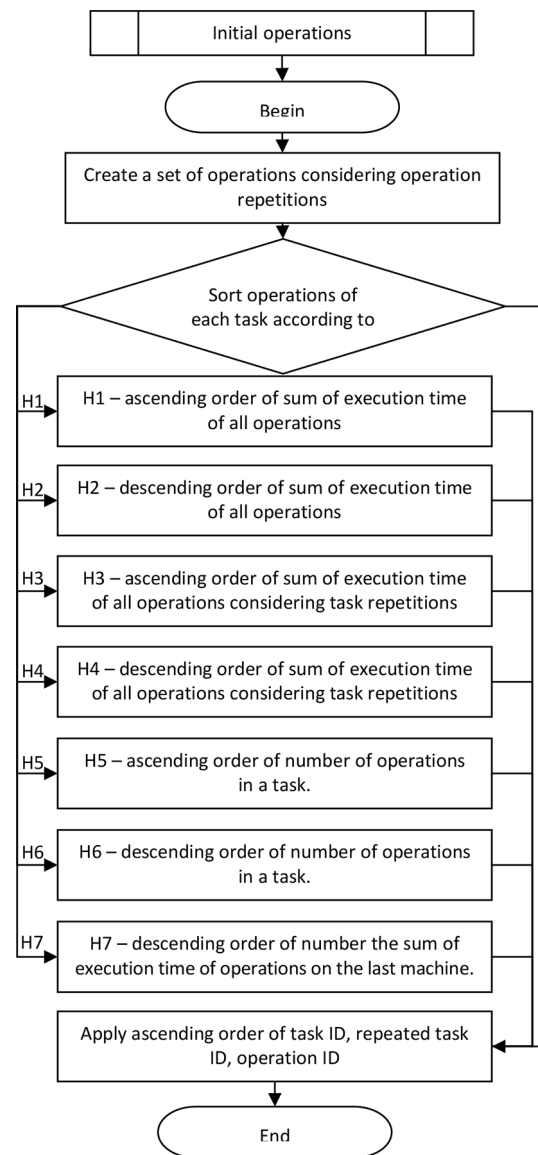 Initial operations
Begin
Create a set of operations considering operation
repetitions
Sort operations of
each task according to
H1
H1 – ascending order of sum of execution time
of all operations
H2
H2 – descending order of sum of execution time
of all operations
H3
H3 – ascending order of sum of execution time
of all operations considering task repetitions
H4
H4 – descending order of sum of execution time
of all operations considering task repetitions
H5
H5 – ascending order of number of operations
in a task.
H6
H6 – descending order of number of operations
in a task.
H7
H7 – descending order of number the sum of
execution time of operations on the last machine.
Apply ascending order of task ID, repeated task
ID, operation ID
End